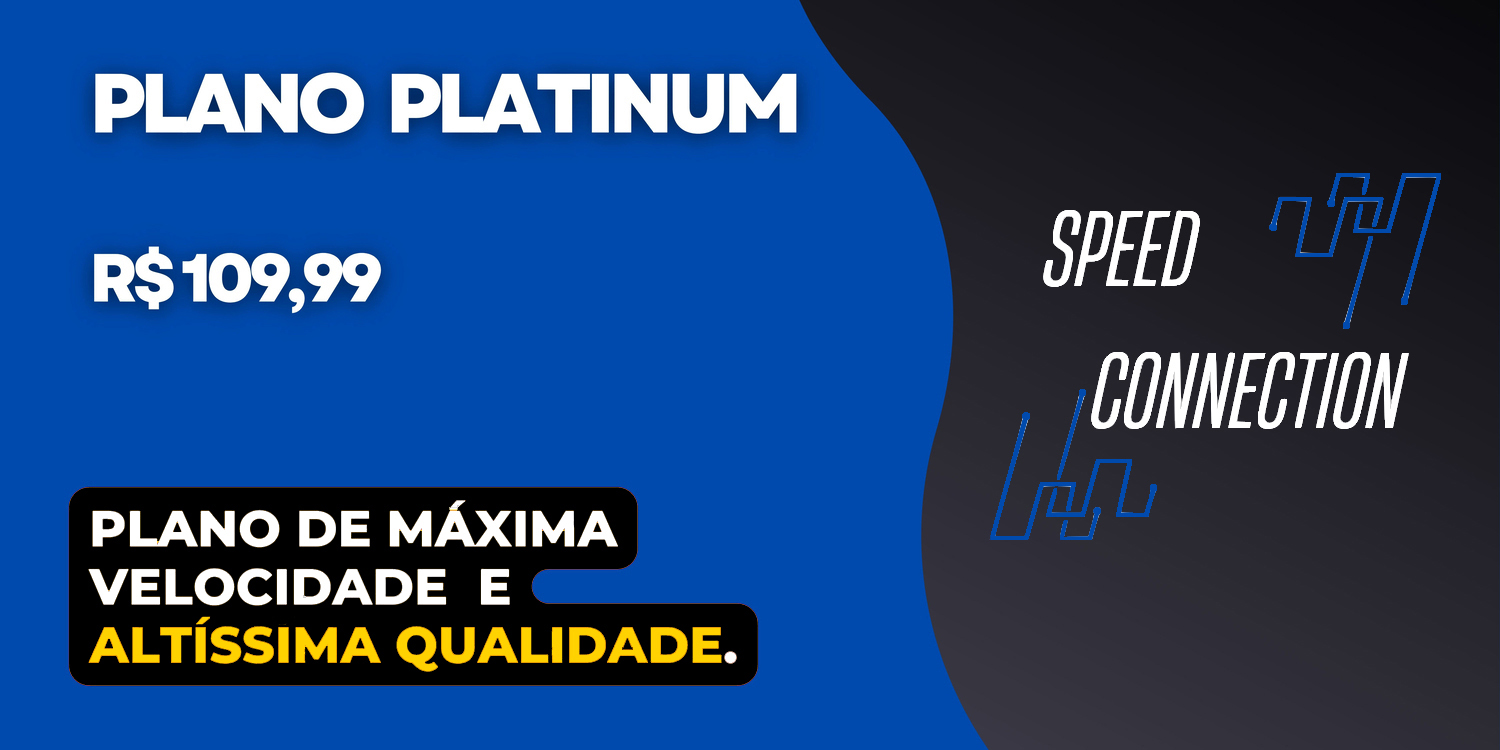 PLANO PLATINUM
R$ 109,99
PLANO DE MÁXIMA
VELOCIDADE E
ALTÍSSIMA QUALIDADE.
SPEED
CONNECTION